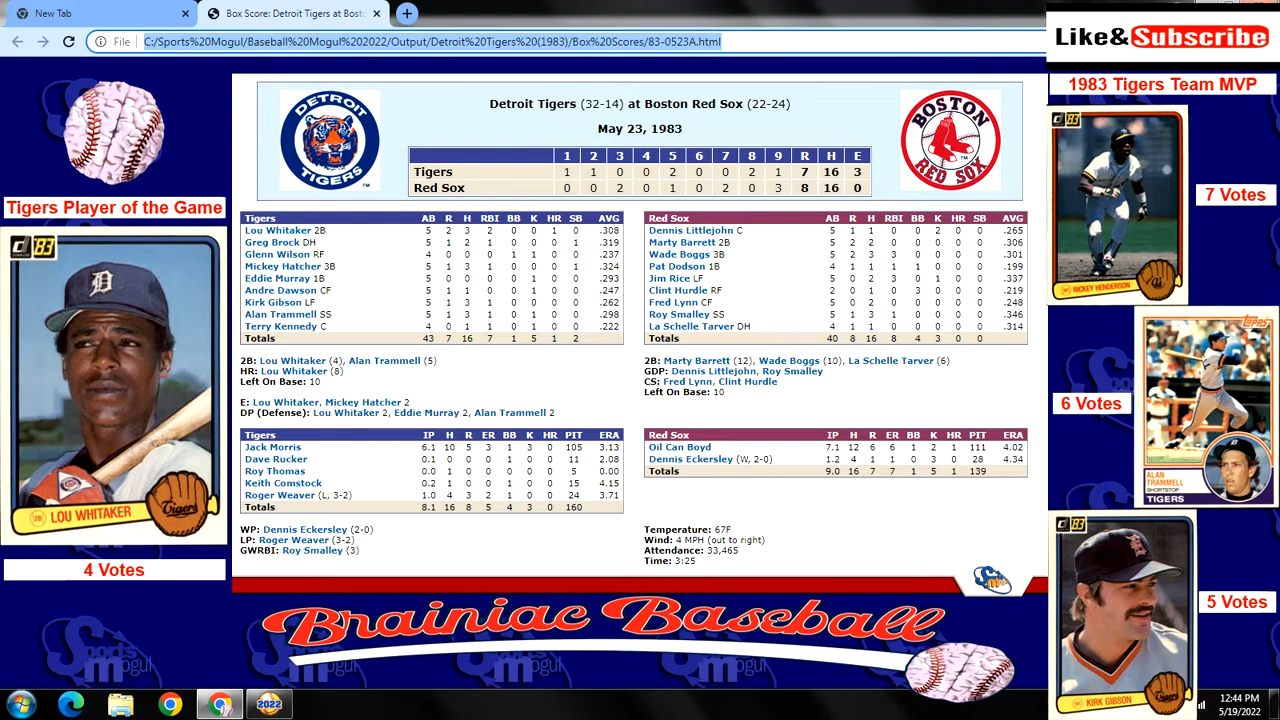 New Tab
Box Score: Detroit Tigers at Bost
File
C:/Sports%20Mogul/Baseball%20Mogul%202022/Output/Detroit%20Tigers%20(1983)/Box%20Scores/83-0523A.html
Like&Subscribe
Tigers Player of the Game
'83
LOU WHITAKER
2B
Tigers
4 Votes
DETROIT TIGERS
Detroit Tigers (32-14) at Boston Red Sox (22-24)
May 23, 1983
BOSTON RED SOX
1 2 3 4 5 6 7 8 9 R H E
Tigers 1 1 0 0 2 0 0 2 1 7 16 3
Red Sox 0 0 2 0 1 0 2 0 3 8 16 0
Tigers AB R H RBI BB K HR SB AVG
Lou Whitaker 2B 5 2 3 1 0 0 1 0 .308
Greg Brock DH 5 1 2 1 0 0 0 1 .319
Glenn Wilson RF 4 0 0 0 1 1 0 0 .237
Mickey Hatcher 3B 5 1 3 1 0 0 0 1 .324
Eddie Murray 1B 5 0 0 0 0 1 0 0 .293
Andre Dawson CF 5 1 1 0 0 1 0 0 .247
Kirk Gibson LF 5 1 3 1 0 0 0 0 .262
Alan Trammell SS 5 1 3 1 0 1 0 0 .298
Terry Kennedy C 4 0 1 1 0 1 0 0 .222
Totals 43 7 16 7 1 5 1 2
2B: Lou Whitaker (4), Alan Trammell (5)
HR: Lou Whitaker (8)
Left On Base: 10
E: Lou Whitaker, Mickey Hatcher 2
DP (Defense): Lou Whitaker 2, Eddie Murray 2, Alan Trammell 2
Red Sox AB R H RBI BB K HR SB AVG
Dennis Littlejohn C 5 1 1 0 0 2 0 0 .265
Marty Barrett 2B 5 2 2 0 0 0 0 0 .306
Wade Boggs 3B 5 2 3 3 0 0 0 0 .301
Pat Dodson 1B 4 1 1 1 1 0 0 0 .199
Jim Rice LF 5 0 2 3 0 1 0 0 .337
Clint Hurdle RF 2 0 1 0 3 0 0 0 .219
Fred Lynn CF 5 0 2 0 0 0 0 0 .248
Roy Smalley SS 5 1 3 1 0 0 0 0 .346
La Schelle Tarver DH 4 1 1 0 0 0 0 0 .314
Totals 40 8 16 8 4 3 0 0
2B: Marty Barrett (12), Wade Boggs (10), La Schelle Tarver (6)
GDP: Dennis Littlejohn, Roy Smalley
CS: Fred Lynn, Clint Hurdle
Left On Base: 10
Tigers IP H R ER BB K HR PIT ERA
Jack Morris 6.1 10 5 3 1 3 0 105 3.13
Dave Rucker 0.1 0 0 0 1 0 0 11 2.08
Roy Thomas 0.0 1 0 0 0 0 0 5 0.00
Keith Comstock 0.2 1 0 0 1 0 0 15 4.15
Roger Weaver (L, 3-2) 1.0 4 3 2 1 0 0 24 3.71
Totals 8.1 16 8 5 4 3 0 160
Red Sox IP H R ER BB K HR PIT ERA
Oil Can Boyd 7.1 12 6 6 1 2 1 111 4.02
Dennis Eckersley (W, 2-0) 1.2 4 1 1 0 3 0 28 4.34
Totals 9.0 16 7 7 1 5 1 139
WP: Dennis Eckersley (2-0)
LP: Roger Weaver (3-2)
GWRBI: Roy Smalley (3)
Temperature: 67F
Wind: 4 MPH (out to right)
Attendance: 33,465
Time: 3:25
Brainiac Baseball
Sports Mogul
1983 Tigers Team MVP
'83
RICKEY HENDERSON
7 Votes
Topps
6 Votes
ALAN
TRAMMELL
SHORTSTOP
TIGERS
'83
KIRK GIBSON
Tigers
5 Votes
2022
12:44 PM
5/19/2022